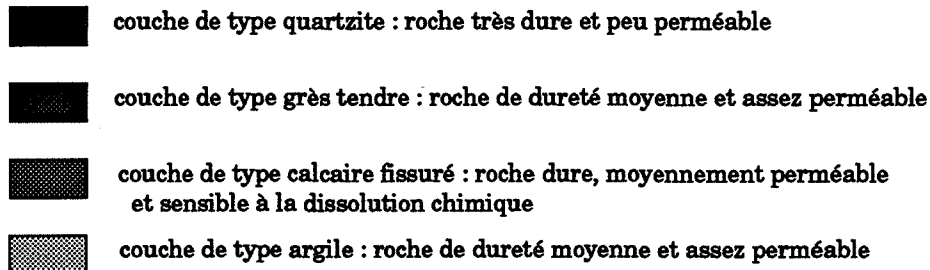 couche de type quartzite : roche très dure et peu perméable
couche de type grès tendre : roche de dureté moyenne et assez perméable
couche de type calcaire fissuré : roche dure, moyennement perméable
et sensible à la dissolution chimique
couche de type argile : roche de dureté moyenne et assez perméable